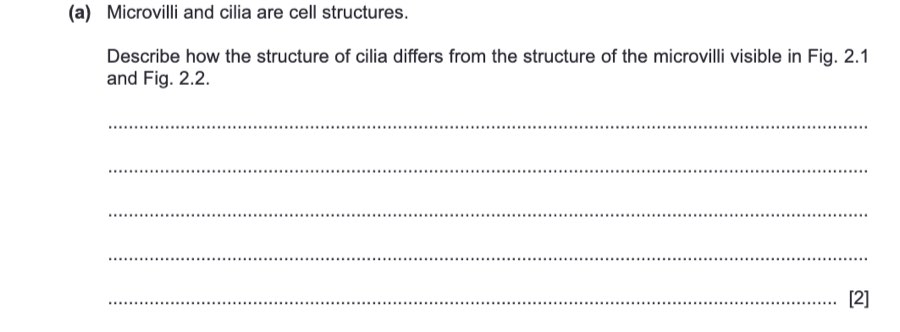 (a) Microvilli and cilia are cell structures.
Describe how the structure of cilia differs from the structure of the microvilli visible in Fig. 2.1
and Fig. 2.2.
[2]